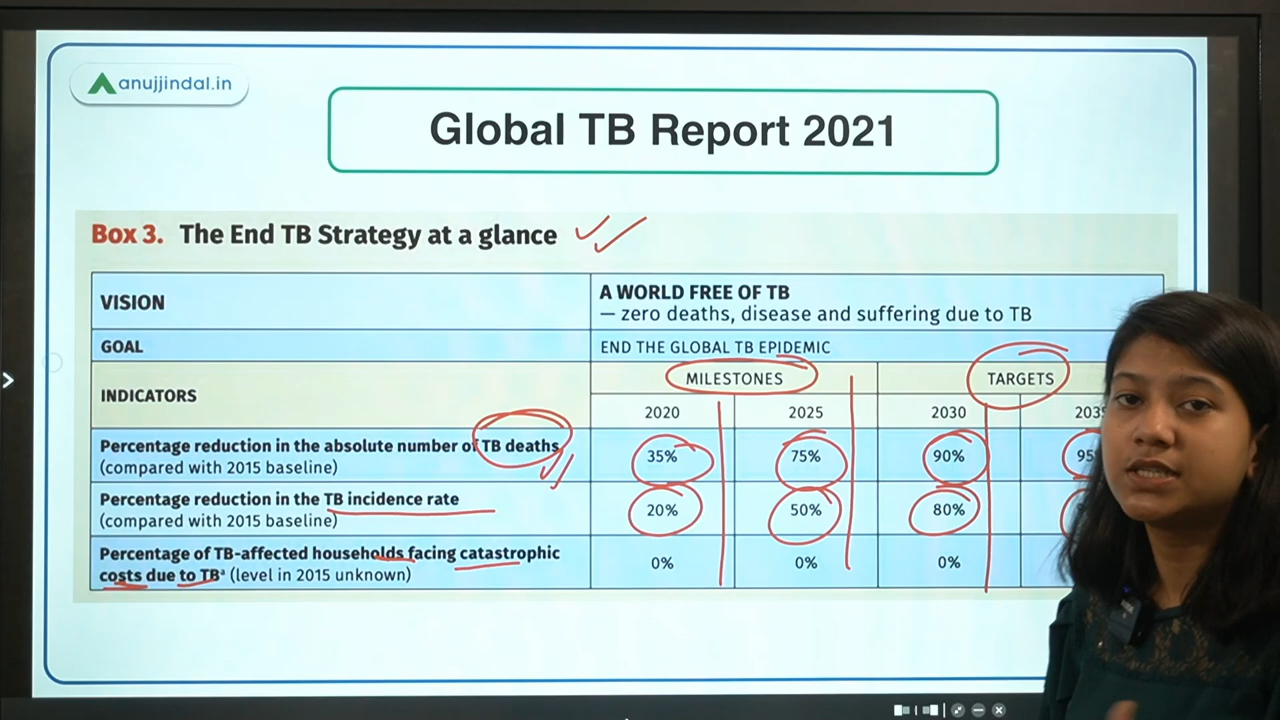 anujjindal.in
Global TB Report 2021
Box 3. The End TB Strategy at a glance
VISION
A WORLD FREE OF TB
— zero deaths, disease and suffering due to TB
GOAL
END THE GLOBAL TB EPIDEMIC
INDICATORS
MILESTONES TARGETS
2020 2025 2030
Percentage reduction in the absolute number of TB deaths
(compared with 2015 baseline)
35% 75% 90%
Percentage reduction in the TB incidence rate
(compared with 2015 baseline)
20% 50% 80%
Percentage of TB-affected households facing catastrophic
costs due to TBª (level in 2015 unknown)
0% 0% 0%